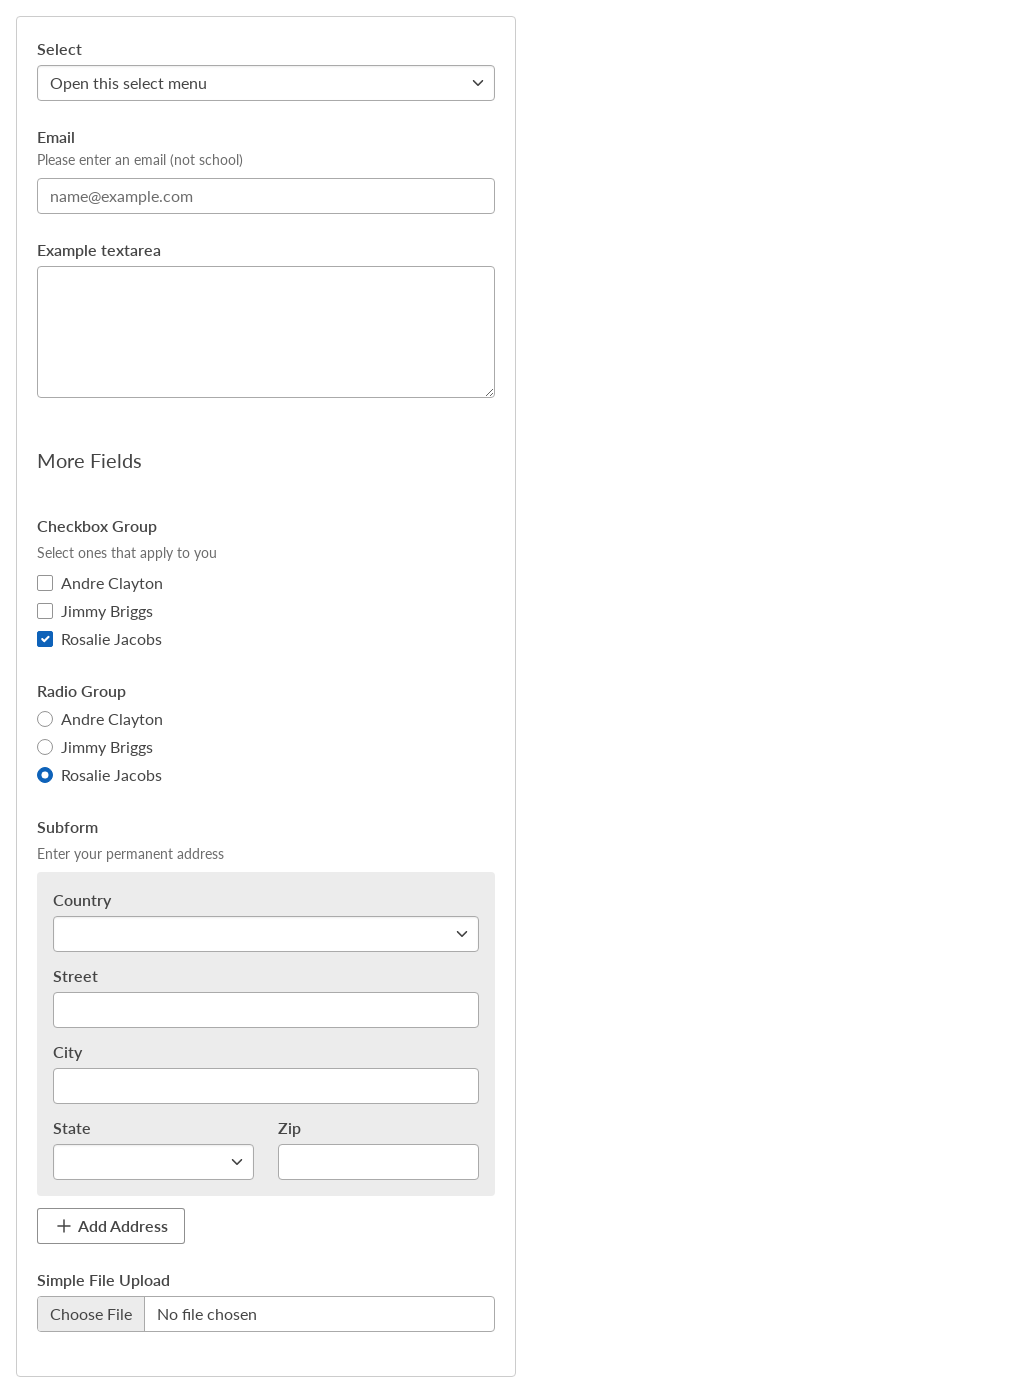 Select
Open this select menu
Email
Please enter an email (not school)
name@example.com
Example textarea
More Fields
Checkbox Group
Select ones that apply to you
Andre Clayton
Jimmy Briggs
Rosalie Jacobs
Radio Group
Andre Clayton
Jimmy Briggs
Rosalie Jacobs
Subform
Enter your permanent address
Country
Street
City
State Zip
Add Address
Simple File Upload
Choose File No file chosen